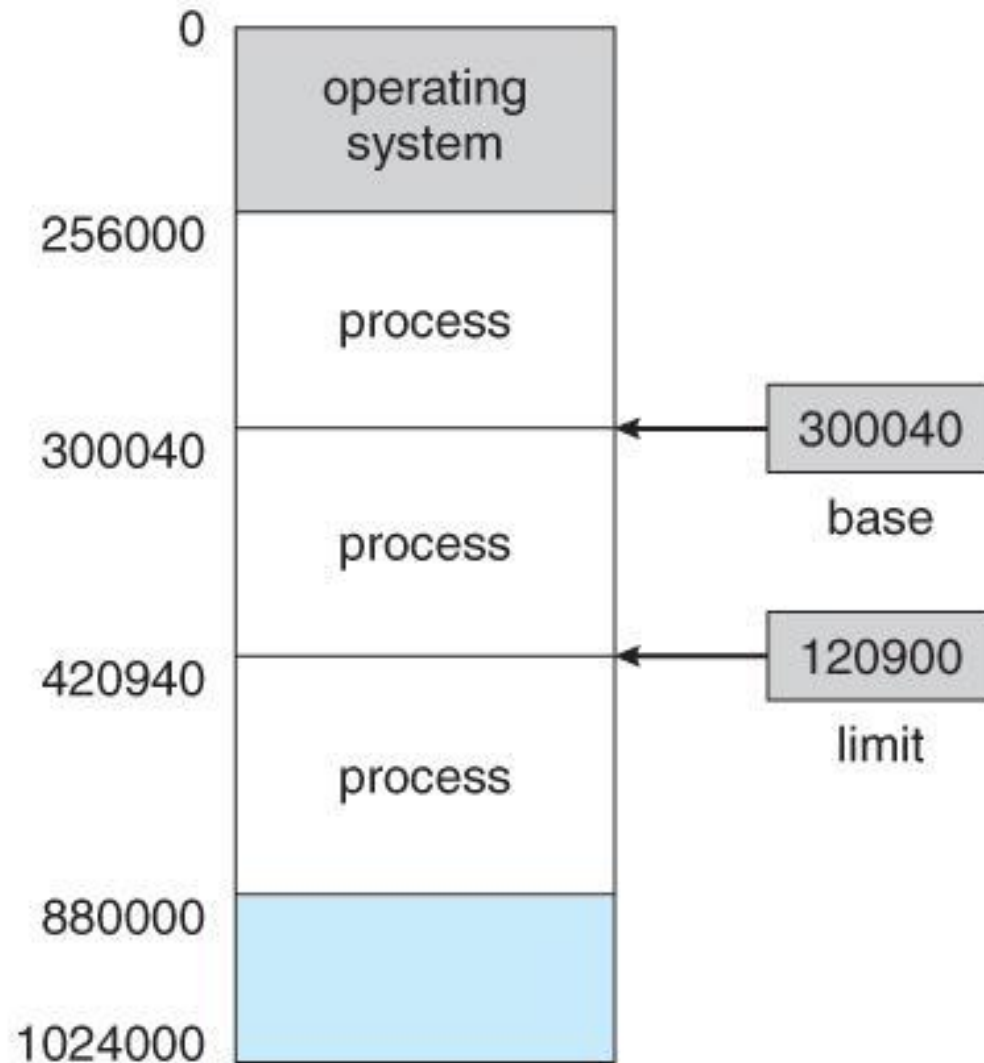 0
operating
system
256000
process
300040
300040
base
process
420940
120900
limit
process
880000
1024000